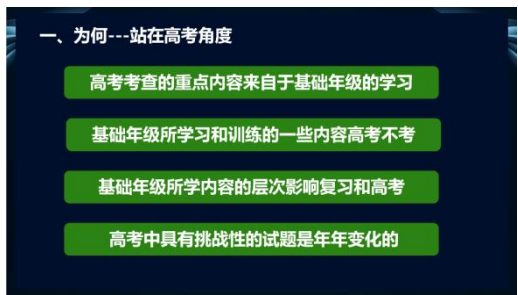 一、为何---站在高考角度
高考考查的重点内容来自于基础年级的学习
基础年级所学习和训练的一些内容高考不考
基础年级所学内容的层次影响复习和高考
高考中具有挑战性的试题是年年变化的